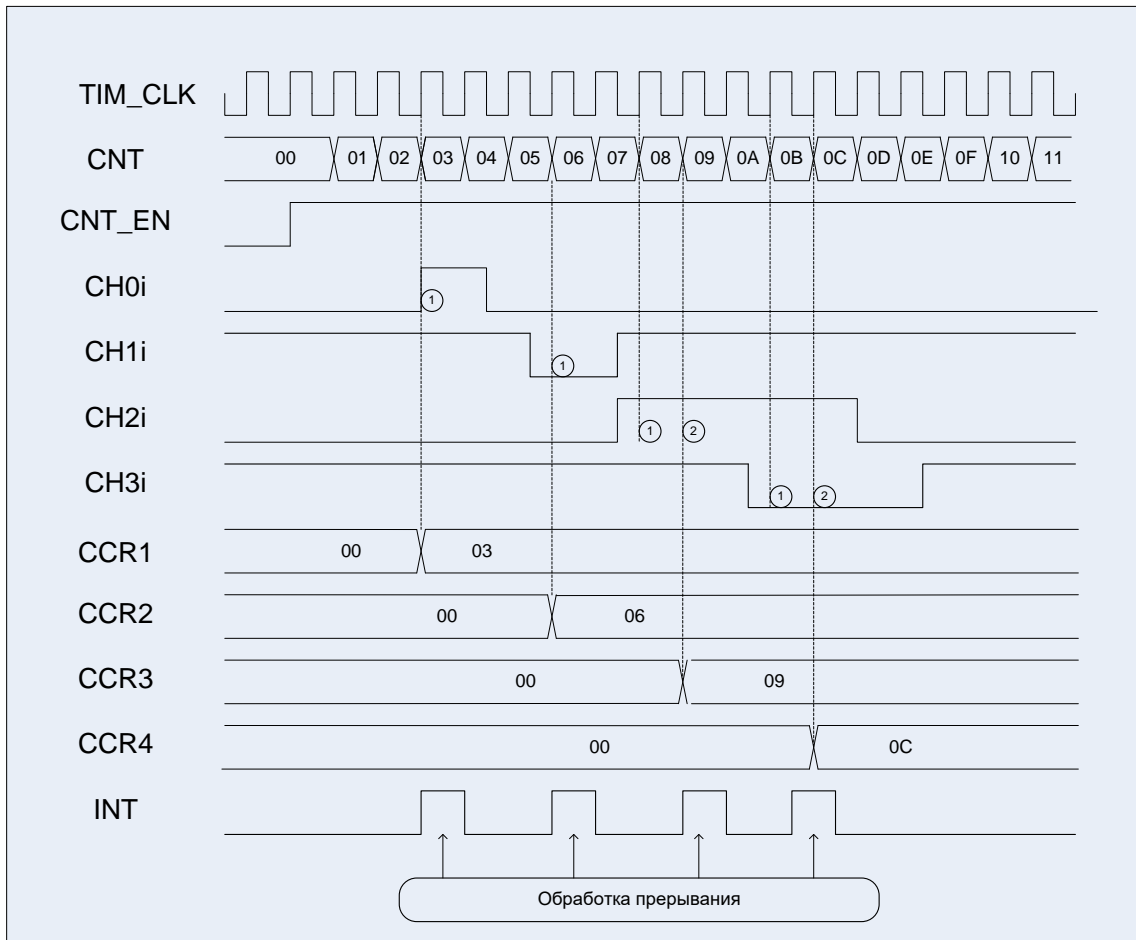 TIM_CLK
CNT 00 01 02 03 04 05 06 07 08 09 0A 0B 0C 0D 0E 0F 10 11
CNT_EN
CH0i 1
CH1i 1
CH2i 1 2
CH3i 1 2
CCR1 00 03
CCR2 00 06
CCR3 00 09
CCR4 00 0C
INT
Обработка прерывания